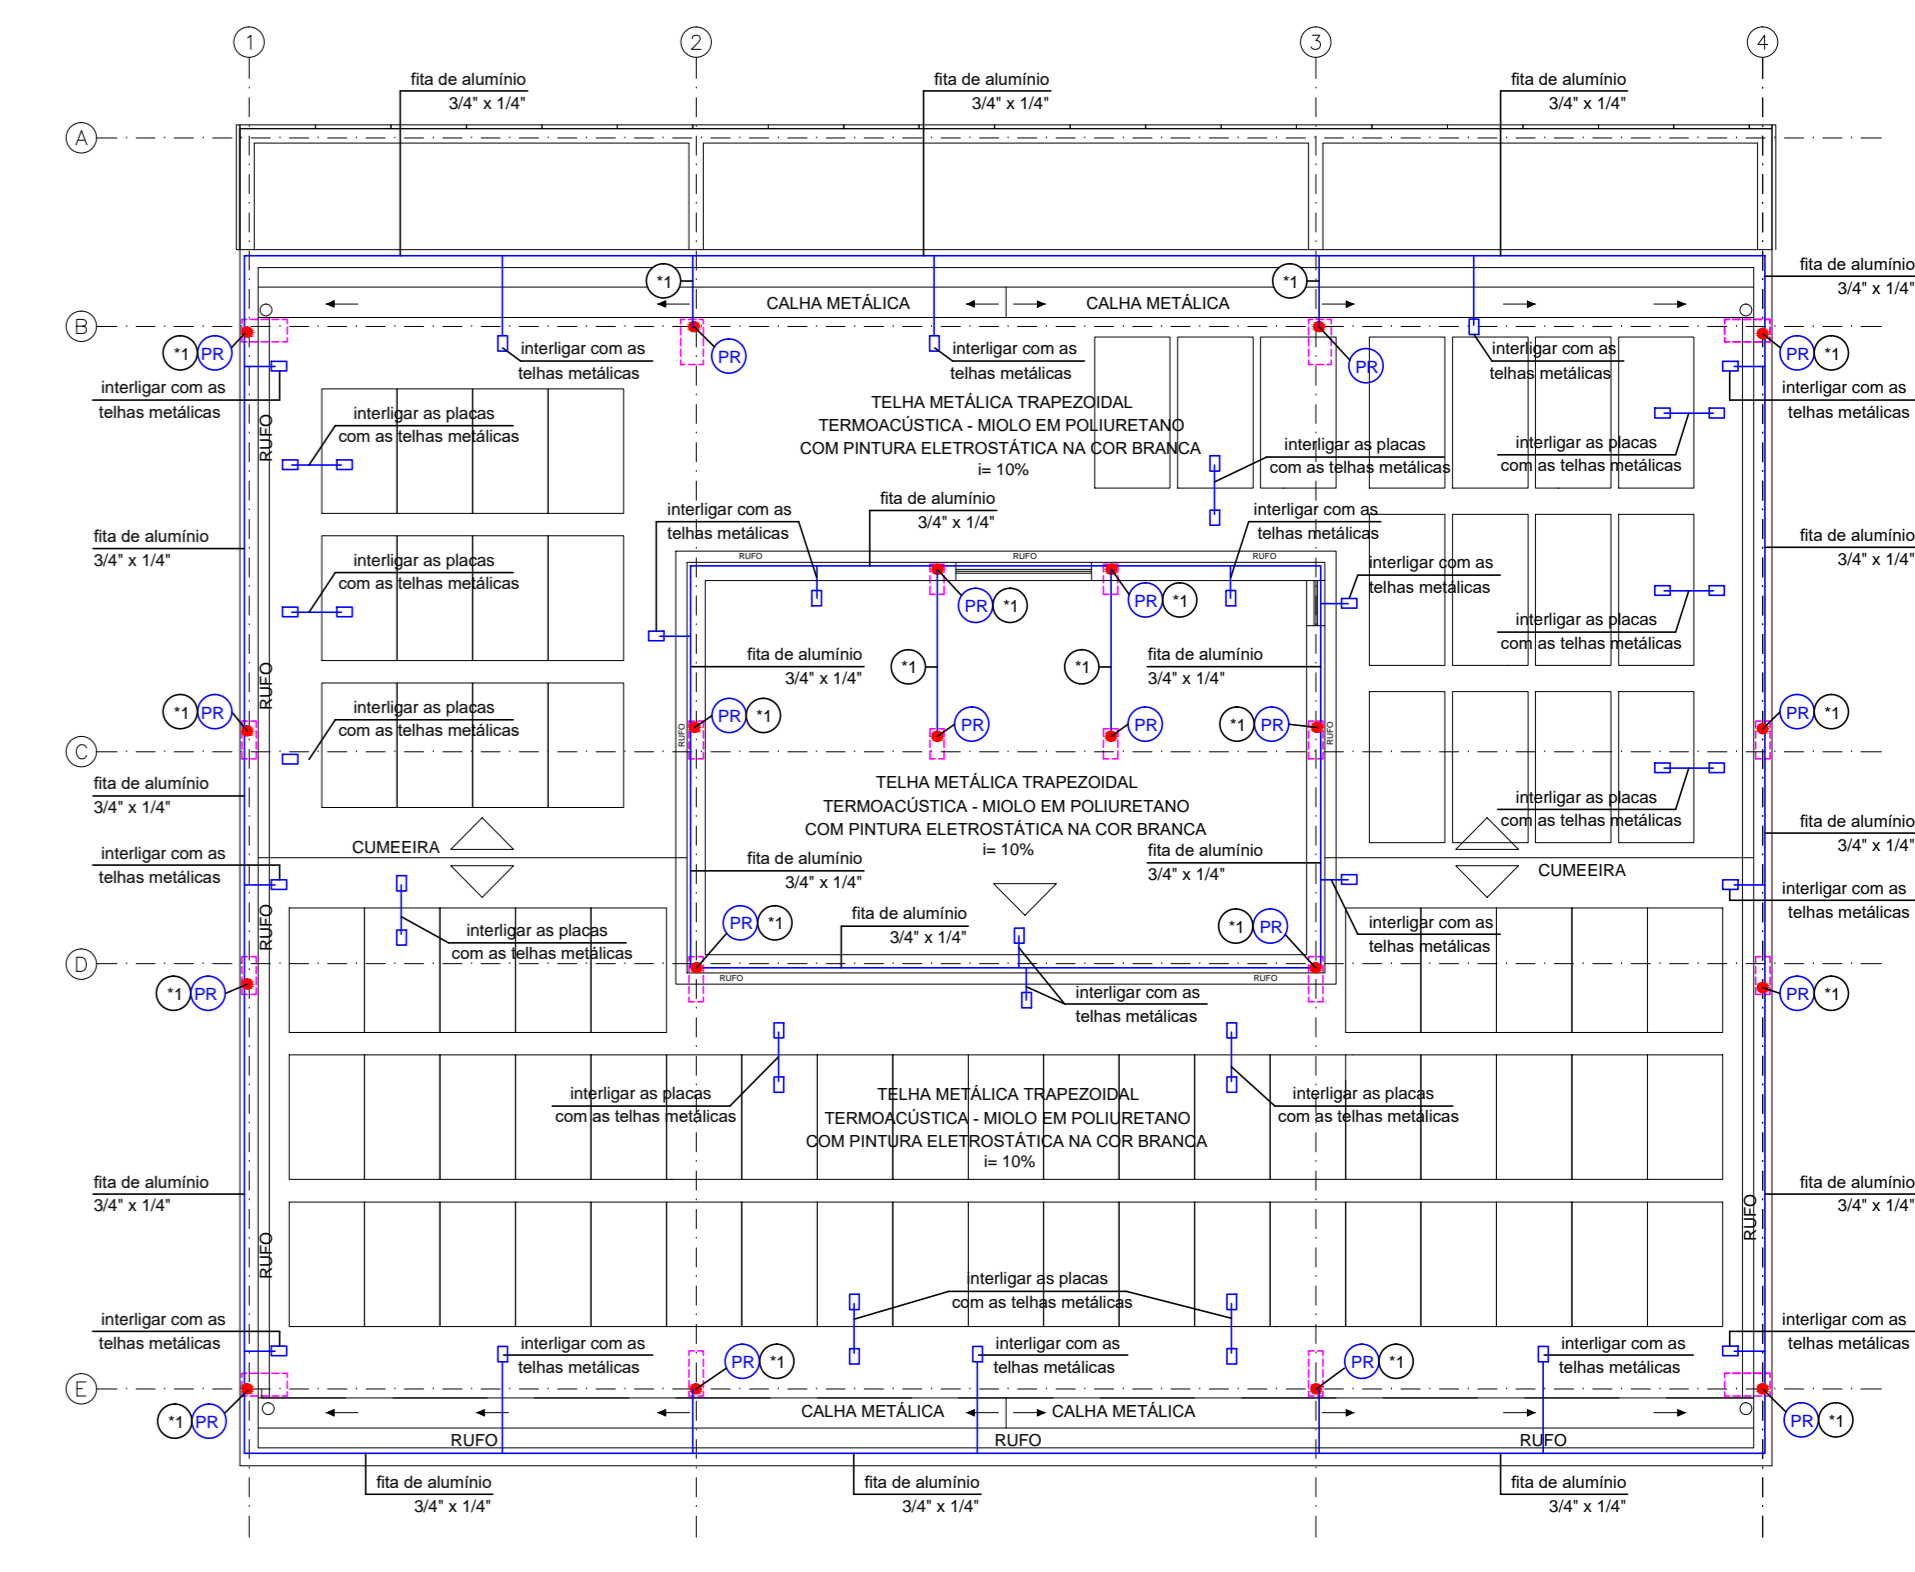 1
2
3
4
fita de alumínio
3/4" x 1/4"
fita de alumínio
3/4" x 1/4"
fita de alumínio
3/4" x 1/4"
A
fita de alumínio
3/4" x 1/4"
*1
*1
CALHA METÁLICA
CALHA METÁLICA
B
*1
PR
PR
PR
PR
*1
interligar com as
telhas metálicas
interligar com as
telhas metálicas
interligar com as
telhas metálicas
interligar com as
telhas metálicas
interligar com as
telhas metálicas
RUFO
interligar as placas
com as telhas metálicas
TELHA METÁLICA TRAPEZOIDAL
TERMOACÚSTICA - MIOLO EM POLIURETANO
COM PINTURA ELETROSTÁTICA NA COR BRANCA
i= 10%
interligar as placas
com as telhas metálicas
interligar as placas
com as telhas metálicas
fita de alumínio
3/4" x 1/4"
interligar com as
telhas metálicas
interligar com as
telhas metálicas
fita de alumínio
3/4" x 1/4"
fita de alumínio
3/4" x 1/4"
interligar as placas
com as telhas metálicas
RUFO
RUFO
RUFO
interligar com as
telhas metálicas
PR
*1
PR
*1
interligar as placas
com as telhas metálicas
RUFO
fita de alumínio
3/4" x 1/4"
*1
*1
fita de alumínio
3/4" x 1/4"
*1
PR
interligar as placas
com as telhas metálicas
RUFO
PR
*1
PR
PR
*1
PR
RUFO
PR
*1
C
fita de alumínio
3/4" x 1/4"
TELHA METÁLICA TRAPEZOIDAL
TERMOACÚSTICA - MIOLO EM POLIURETANO
COM PINTURA ELETROSTÁTICA NA COR BRANCA
i= 10%
interligar as placas
com as telhas metálicas
fita de alumínio
3/4" x 1/4"
CUMEEIRA
interligar com as
telhas metálicas
fita de alumínio
3/4" x 1/4"
fita de alumínio
3/4" x 1/4"
CUMEEIRA
interligar com as
telhas metálicas
RUFO
interligar as placas
com as telhas metálicas
PR
*1
fita de alumínio
3/4" x 1/4"
*1
PR
interligar com as
telhas metálicas
D
RUFO
RUFO
*1
PR
interligar com as
telhas metálicas
PR
*1
interligar as placas
com as telhas metálicas
TELHA METÁLICA TRAPEZOIDAL
TERMOACÚSTICA - MIOLO EM POLIURETANO
COM PINTURA ELETROSTÁTICA NA COR BRANCA
i= 10%
interligar as placas
com as telhas metálicas
fita de alumínio
3/4" x 1/4"
fita de alumínio
3/4" x 1/4"
RUFO
RUFO
interligar as placas
com as telhas metálicas
interligar com as
telhas metálicas
interligar com as
telhas metálicas
PR
*1
interligar com as
telhas metálicas
PR
*1
interligar com as
telhas metálicas
interligar com as
telhas metálicas
E
*1
PR
CALHA METÁLICA
CALHA METÁLICA
PR
*1
RUFO
RUFO
RUFO
fita de alumínio
3/4" x 1/4"
fita de alumínio
3/4" x 1/4"
fita de alumínio
3/4" x 1/4"